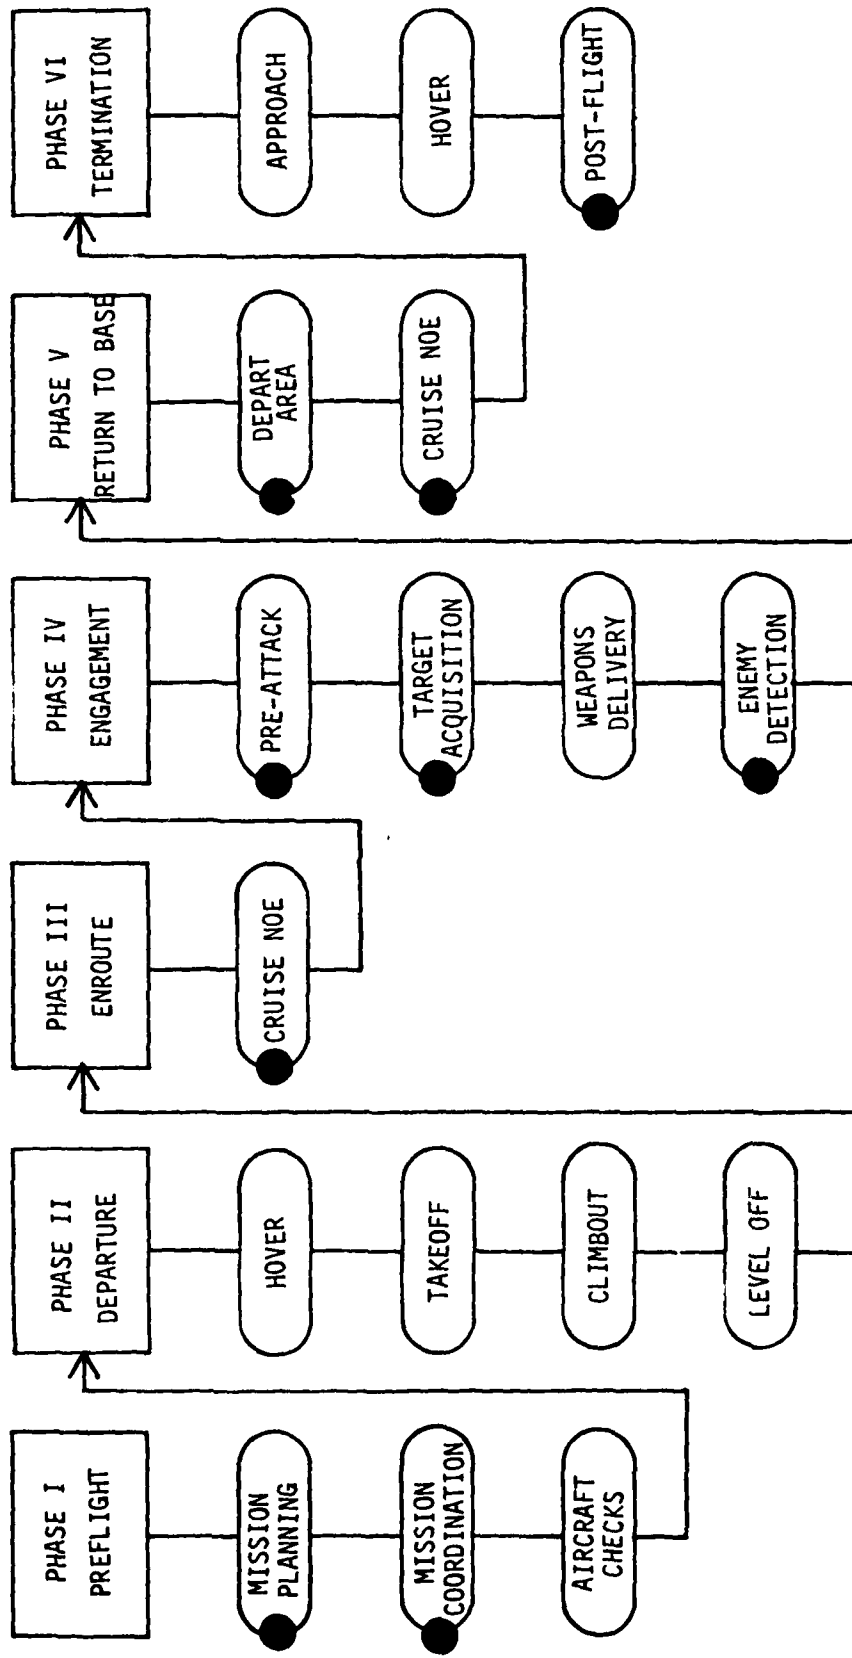 PHASE I
PREFLIGHT
MISSION
PLANNING
MISSION
COORDINATION
AIRCRAFT
CHECKS
PHASE II
DEPARTURE
HOVER
TAKEOFF
CLIMBOUT
LEVEL OFF
PHASE III
ENROUTE
CRUISE NOE
PHASE IV
ENGAGEMENT
PRE-ATTACK
TARGET
ACQUISITION
WEAPONS
DELIVERY
ENEMY
DETECTION
PHASE V
RETURN TO BASE
DEPART
AREA
CRUISE NOE
PHASE VI
TERMINATION
APPROACH
HOVER
POST-FLIGHT